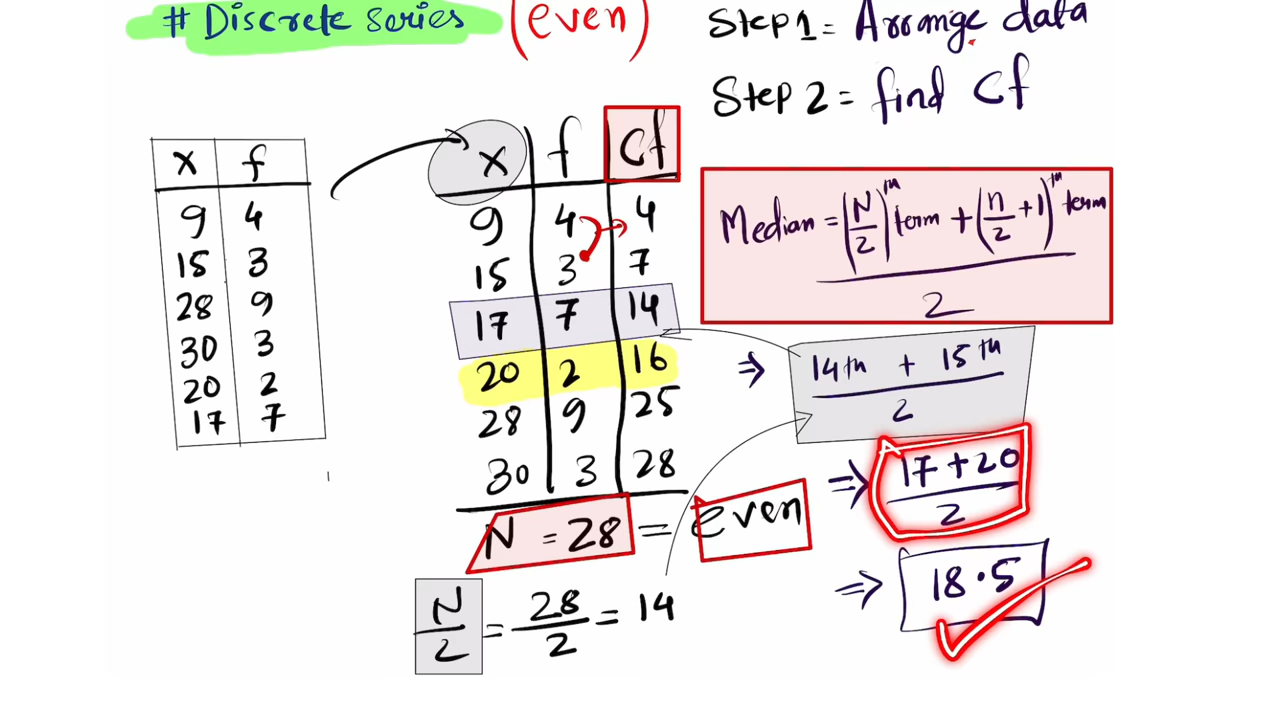 # Discrete series (even)
Step 1 = Arrange data
Step 2 = find cf
x f
9 4
15 3
28 9
30 3
20 2
17 7
x f cf
9 4 4
15 3 7
17 7 14
20 2 16
28 9 25
30 3 28
N = 28 = even
N/2 = 28/2 = 14
Median = (N/2)th term + (n/2 + 1)th term
2
⇒ 14th + 15th
2
⇒ 17 + 20
2
⇒ 18.5